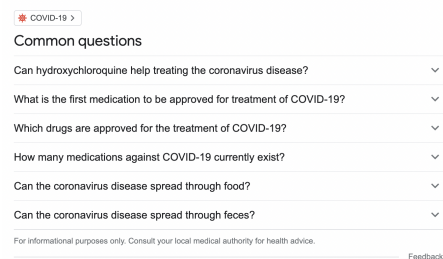 COVID-19
Common questions
Can hydroxychloroquine help treating the coronavirus disease?
What is the first medication to be approved for treatment of COVID-19?
Which drugs are approved for the treatment of COVID-19?
How many medications against COVID-19 currently exist?
Can the coronavirus disease spread through food?
Can the coronavirus disease spread through feces?
For informational purposes only. Consult your local medical authority for health advice.
Feedback